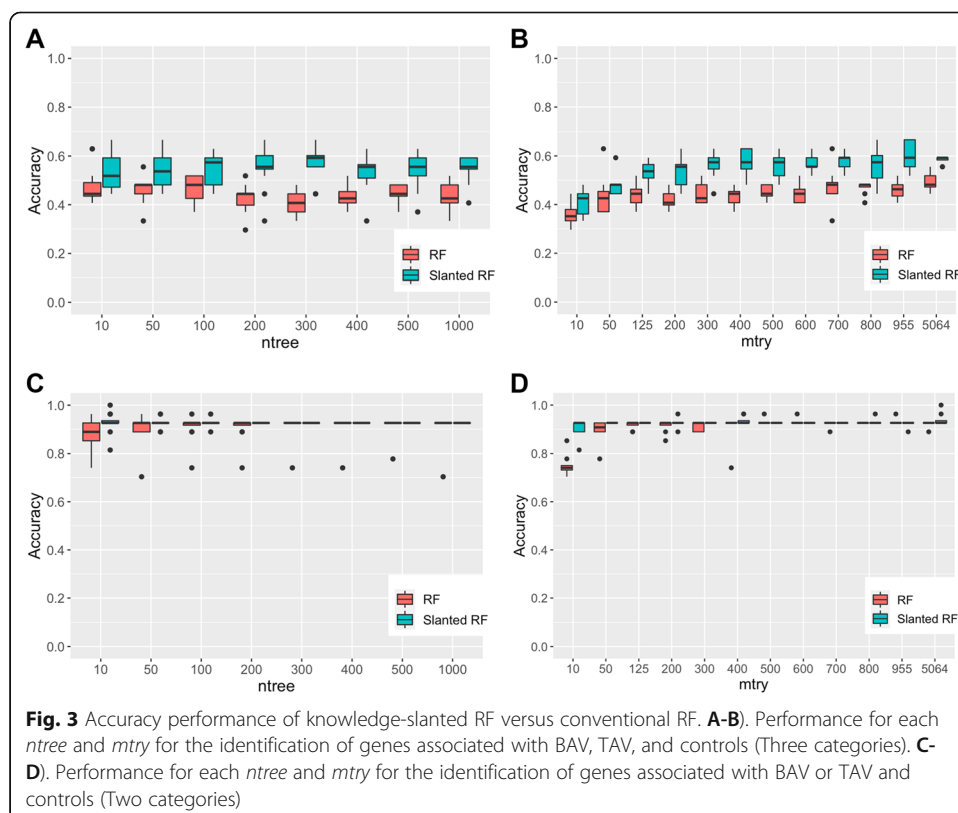 A
1.0
0.8
0.6
0.4
0.2
0.0
Accuracy
RF
Slanted RF
10 50 100 200 300 400 500 1000
ntree
B
1.0
0.8
0.6
0.4
0.2
0.0
Accuracy
RF
Slanted RF
10 50 125 200 300 400 500 600 700 800 955 5064
mtry
C
1.0
0.8
0.6
0.4
0.2
0.0
Accuracy
RF
Slanted RF
10 50 100 200 300 400 500 1000
ntree
D
1.0
0.8
0.6
0.4
0.2
0.0
Accuracy
RF
Slanted RF
10 50 125 200 300 400 500 600 700 800 955 5064
mtry
Fig. 3 Accuracy performance of knowledge-slanted RF versus conventional RF. A-B). Performance for each
ntree and mtry for the identification of genes associated with BAV, TAV, and controls (Three categories). C-
D). Performance for each ntree and mtry for the identification of genes associated with BAV or TAV and
controls (Two categories)